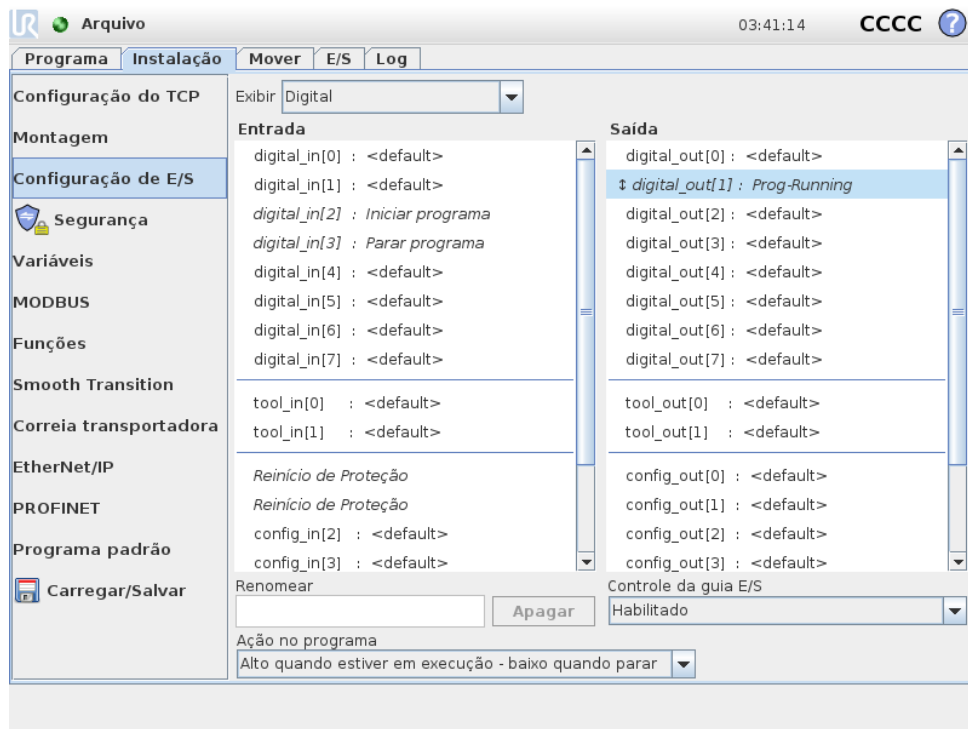 UR Arquivo 03:41:14 CCCC ?
Programa Instalação Mover E/S Log
Configuração do TCP
Montagem
Configuração de E/S
Segurança
Variáveis
MODBUS
Funções
Smooth Transition
Correia transportadora
EtherNet/IP
PROFINET
Programa padrão
Carregar/Salvar
Exibir Digital
Entrada
digital_in[0] : <default>
digital_in[1] : <default>
digital_in[2] : Iniciar programa
digital_in[3] : Parar programa
digital_in[4] : <default>
digital_in[5] : <default>
digital_in[6] : <default>
digital_in[7] : <default>
tool_in[0] : <default>
tool_in[1] : <default>
Reinício de Proteção
Reinício de Proteção
config_in[2] : <default>
config_in[3] : <default>
Saída
digital_out[0] : <default>
↕ digital_out[1] : Prog-Running
digital_out[2] : <default>
digital_out[3] : <default>
digital_out[4] : <default>
digital_out[5] : <default>
digital_out[6] : <default>
digital_out[7] : <default>
tool_out[0] : <default>
tool_out[1] : <default>
config_out[0] : <default>
config_out[1] : <default>
config_out[2] : <default>
config_out[3] : <default>
Renomear
Apagar
Controle da guia E/S
Habilitado
Ação no programa
Alto quando estiver em execução - baixo quando parar